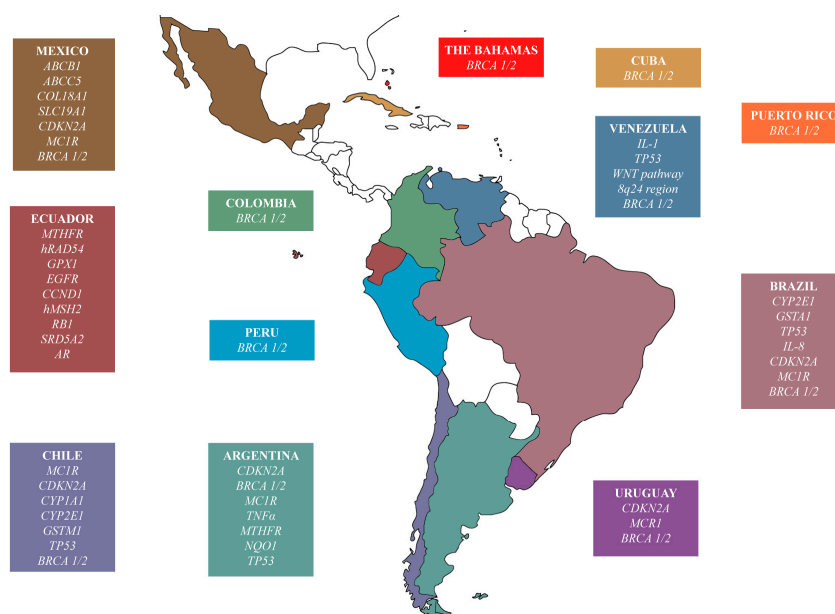 MEXICO
ABCB1
ABCC5
COL18A1
SLC19A1
CDKN2A
MC1R
BRCA 1/2
THE BAHAMAS
BRCA 1/2
CUBA
BRCA 1/2
PUERTO RICO
BRCA 1/2
VENEZUELA
IL-1
TP53
WNT pathway
8q24 region
BRCA 1/2
COLOMBIA
BRCA 1/2
ECUADOR
MTHFR
hRAD54
GPX1
EGFR
CCND1
hMSH2
RB1
SRD5A2
AR
PERU
BRCA 1/2
BRAZIL
CYP2E1
GSTA1
TP53
IL-8
CDKN2A
MC1R
BRCA 1/2
CHILE
MC1R
CDKN2A
CYP1A1
CYP2E1
GSTM1
TP53
BRCA 1/2
ARGENTINA
CDKN2A
BRCA 1/2
MC1R
TNFα
MTHFR
NQO1
TP53
URUGUAY
CDKN2A
MCR1
BRCA 1/2